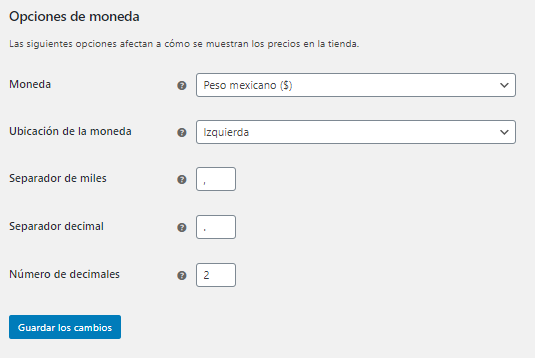 Opciones de moneda
Las siguientes opciones afectan a cómo se muestran los precios en la tienda.
Moneda ? Peso mexicano ($)
Ubicación de la moneda ? Izquierda
Separador de miles ? ,
Separador decimal ? .
Número de decimales ? 2
Guardar los cambios